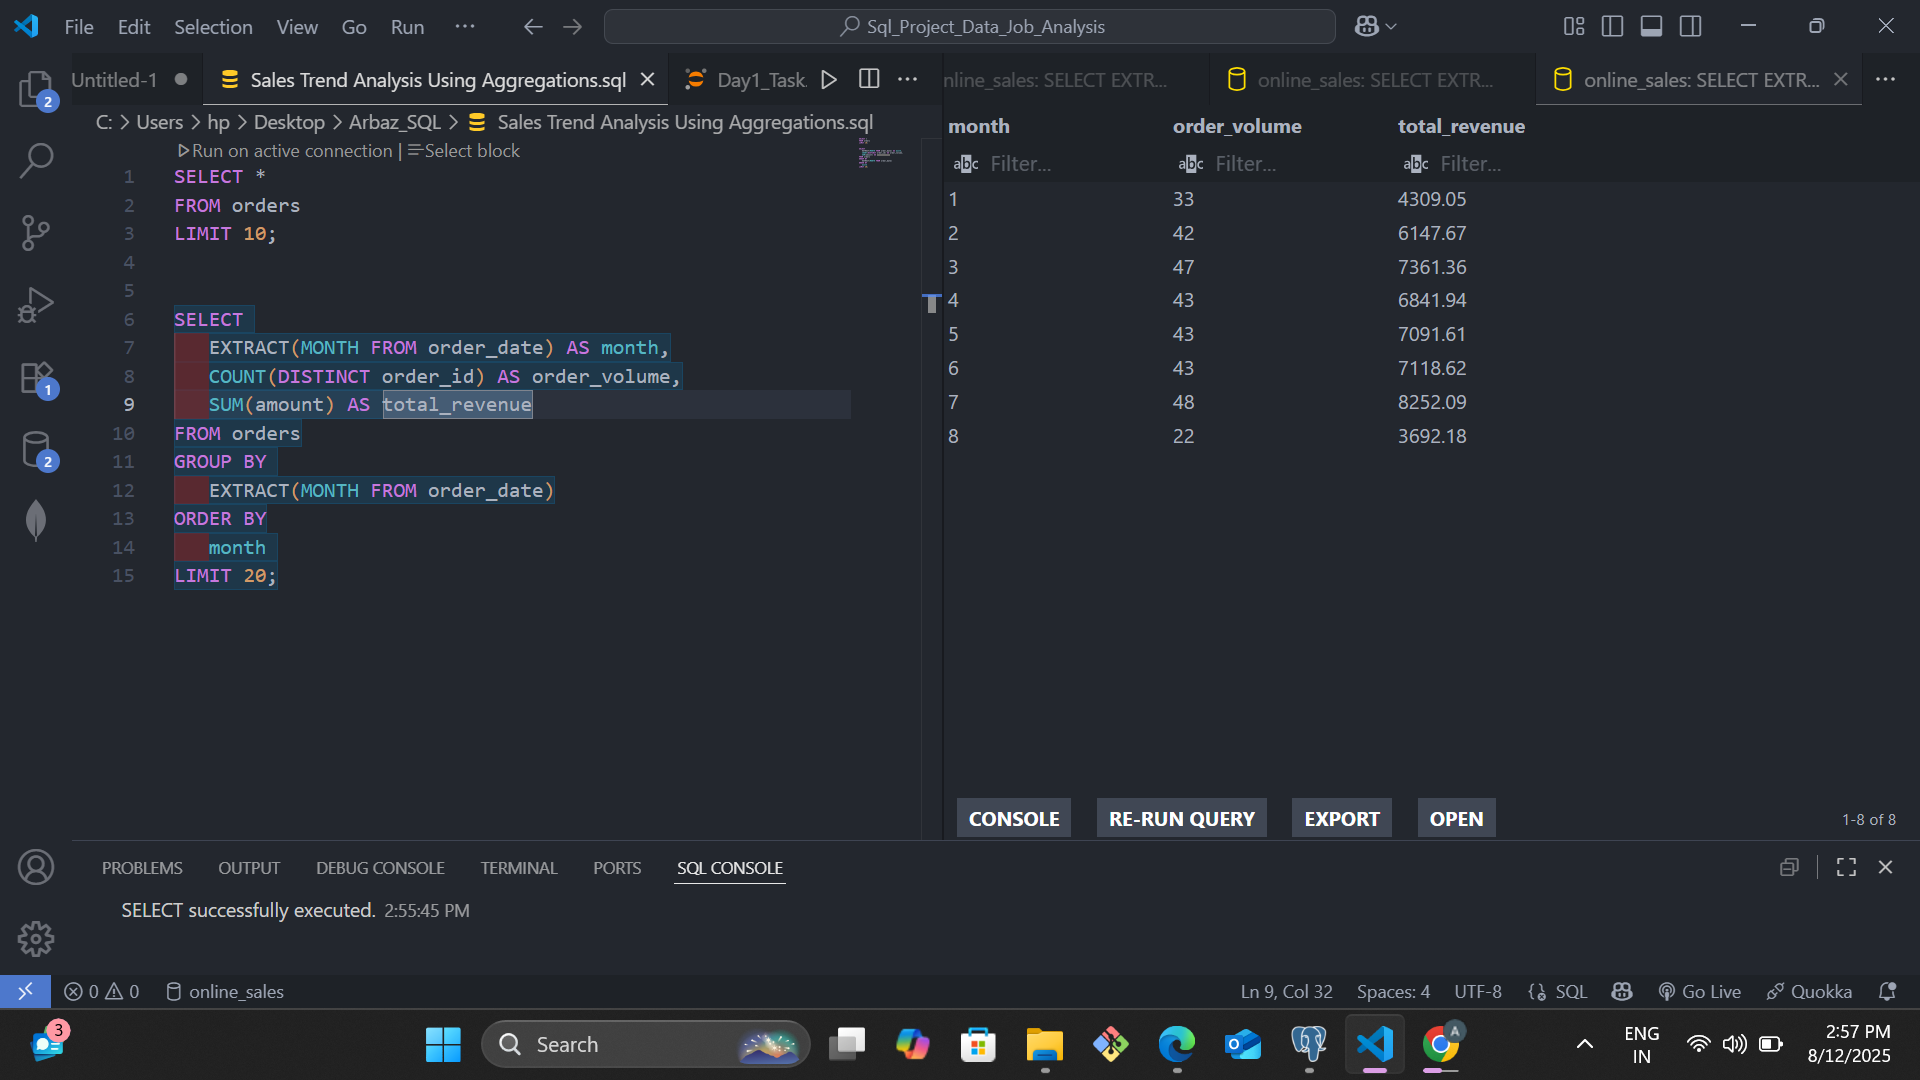 File Edit Selection View Go Run ··· Sql_Project_Data_Job_Analysis
Untitled-1 Sales Trend Analysis Using Aggregations.sql Day1_Task. nline_sales: SELECT EXTR... online_sales: SELECT EXTR... online_sales: SELECT EXTR...
C: > Users > hp > Desktop > Arbaz_SQL > Sales Trend Analysis Using Aggregations.sql
Run on active connection | Select block
1 SELECT *
2 FROM orders
3 LIMIT 10;
4
5
6 SELECT
7 EXTRACT(MONTH FROM order_date) AS month,
8 COUNT(DISTINCT order_id) AS order_volume,
9 SUM(amount) AS total_revenue
10 FROM orders
11 GROUP BY
12 EXTRACT(MONTH FROM order_date)
13 ORDER BY
14 month
15 LIMIT 20;
month order_volume total_revenue
abc Filter... abc Filter... abc Filter...
1 33 4309.05
2 42 6147.67
3 47 7361.36
4 43 6841.94
5 43 7091.61
6 43 7118.62
7 48 8252.09
8 22 3692.18
CONSOLE RE-RUN QUERY EXPORT OPEN 1-8 of 8
2
1
2
PROBLEMS OUTPUT DEBUG CONSOLE TERMINAL PORTS SQL CONSOLE
SELECT successfully executed. 2:55:45 PM
0 0 online_sales Ln 9, Col 32 Spaces: 4 UTF-8 SQL Go Live Quokka
3 Search A ENG 2:57 PM
IN 8/12/2025